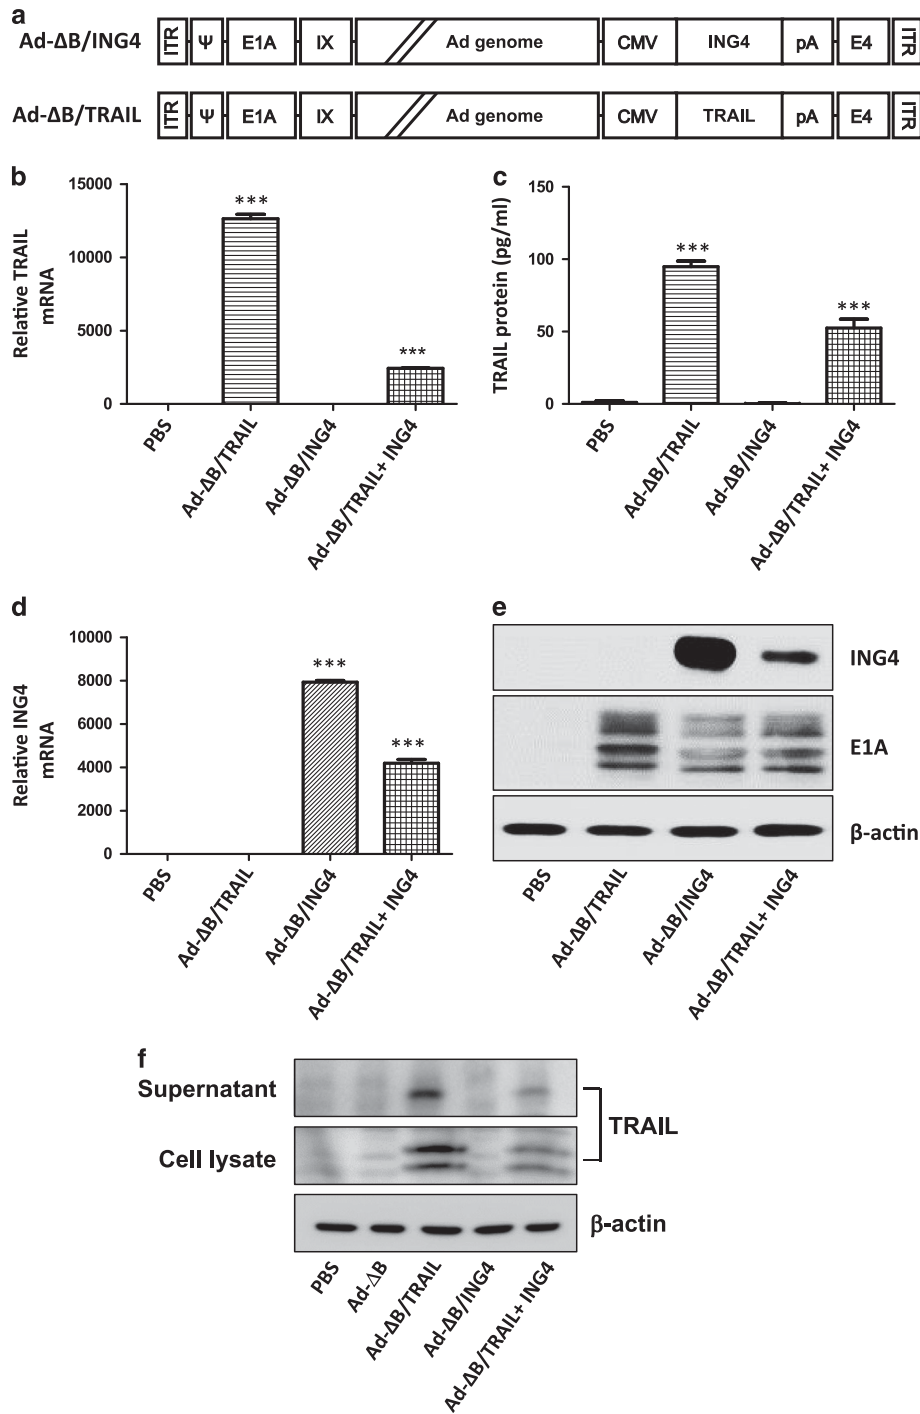 a
Ad-ΔB/ING4
ITR Ψ E1A IX Ad genome CMV ING4 pA E4 ITR
Ad-ΔB/TRAIL
ITR Ψ E1A IX Ad genome CMV TRAIL pA E4 ITR
b
Relative TRAIL
mRNA
15000
10000
5000
0
***
***
PBS
Ad-ΔB/TRAIL
Ad-ΔB/ING4
Ad-ΔB/TRAIL+ ING4
c
TRAIL protein (pg/ml)
150
100
50
0
***
***
PBS
Ad-ΔB/TRAIL
Ad-ΔB/ING4
Ad-ΔB/TRAIL+ ING4
d
Relative ING4
mRNA
10000
8000
6000
4000
2000
0
***
***
PBS
Ad-ΔB/TRAIL
Ad-ΔB/ING4
Ad-ΔB/TRAIL+ ING4
e
ING4
E1A
β-actin
PBS
Ad-ΔB/TRAIL
Ad-ΔB/ING4
Ad-ΔB/TRAIL+ ING4
f
Supernatant
Cell lysate
TRAIL
β-actin
PBS
Ad-ΔB
Ad-ΔB/TRAIL
Ad-ΔB/ING4
Ad-ΔB/TRAIL+ ING4